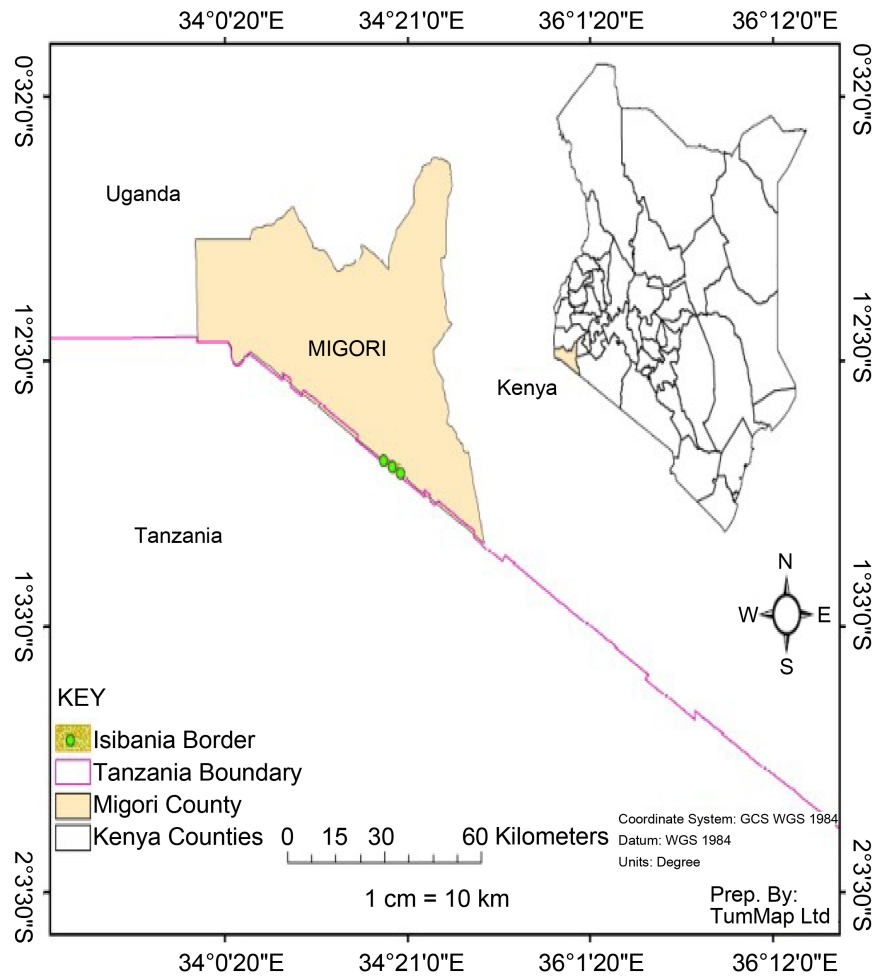 34°0'20"E 34°21'0"E 36°1'20"E 36°12'0"E
0°32'0"S 0°32'0"S
Uganda
1°2'30"S 1°2'30"S
MIGORI
Kenya
Tanzania
N
W E
S
1°33'0"S 1°33'0"S
KEY
Isibania Border
Tanzania Boundary
Migori County
Kenya Counties
0 15 30 60 Kilometers
1 cm = 10 km
Coordinate System: GCS WGS 1984
Datum: WGS 1984
Units: Degree
Prep. By:
TumMap Ltd
2°3'30"S 2°3'30"S
34°0'20"E 34°21'0"E 36°1'20"E 36°12'0"E